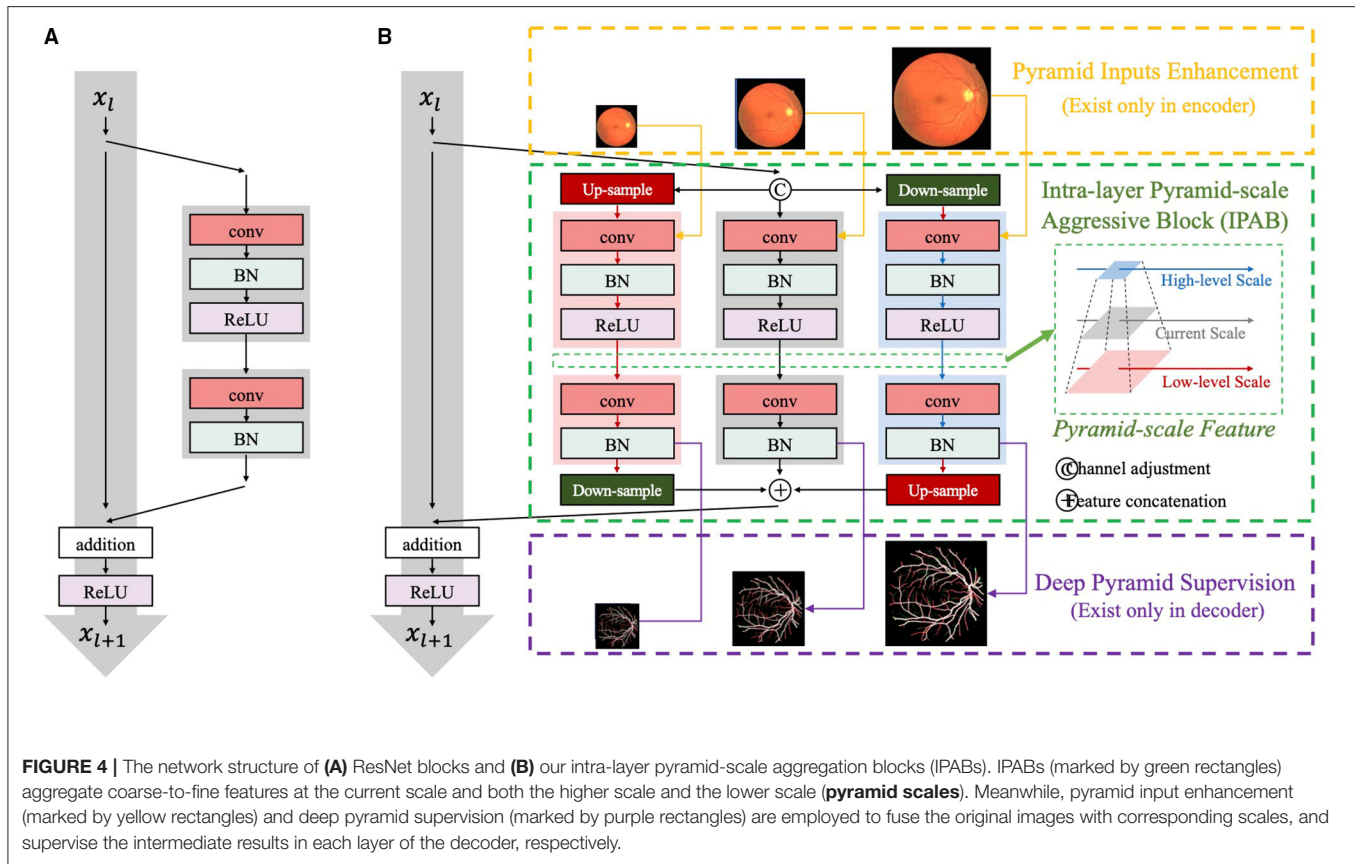 A
B
x_l
x_l
conv
BN
ReLU
conv
BN
addition
ReLU
x_{l+1}
addition
ReLU
x_{l+1}
Pyramid Inputs Enhancement
(Exist only in encoder)
Up-sample
C
Down-sample
conv
conv
conv
BN
BN
BN
ReLU
ReLU
ReLU
conv
conv
conv
BN
BN
BN
Down-sample
+
Up-sample
Intra-layer Pyramid-scale
Aggressive Block (IPAB)
High-level Scale
Current Scale
Low-level Scale
Pyramid-scale Feature
C Channel adjustment
+ Feature concatenation
Deep Pyramid Supervision
(Exist only in decoder)
FIGURE 4 | The network structure of (A) ResNet blocks and (B) our intra-layer pyramid-scale aggregation blocks (IPABs). IPABs (marked by green rectangles)
aggregate coarse-to-fine features at the current scale and both the higher scale and the lower scale (pyramid scales). Meanwhile, pyramid input enhancement
(marked by yellow rectangles) and deep pyramid supervision (marked by purple rectangles) are employed to fuse the original images with corresponding scales, and
supervise the intermediate results in each layer of the decoder, respectively.